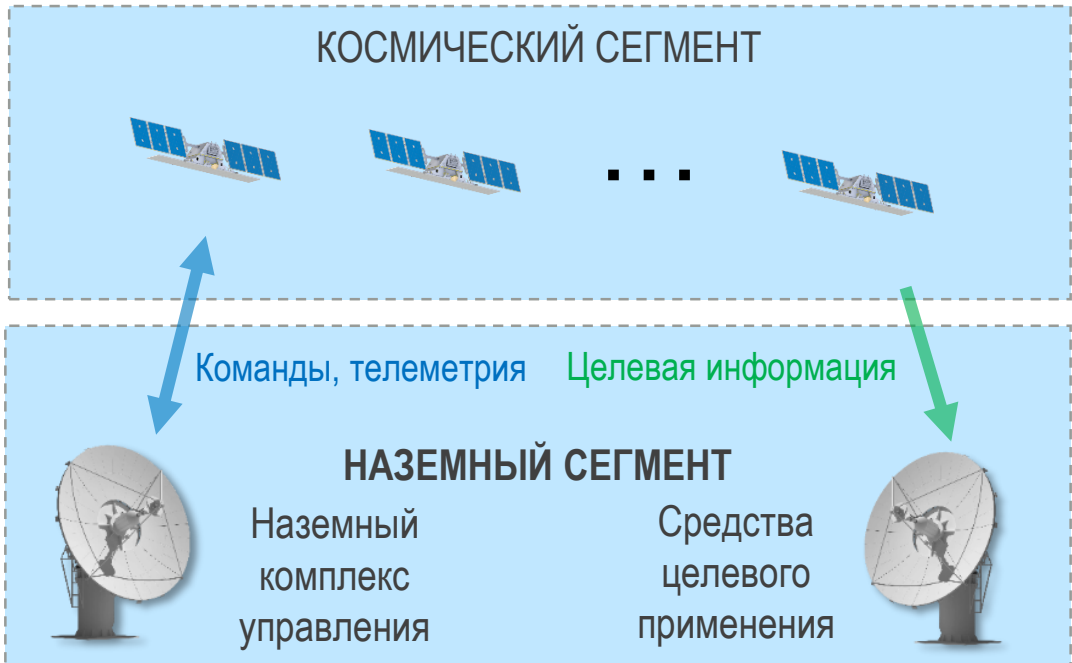 КОСМИЧЕСКИЙ СЕГМЕНТ
. . .
Команды, телеметрия
Целевая информация
НАЗЕМНЫЙ СЕГМЕНТ
Наземный
комплекс
управления
Средства
целевого
применения